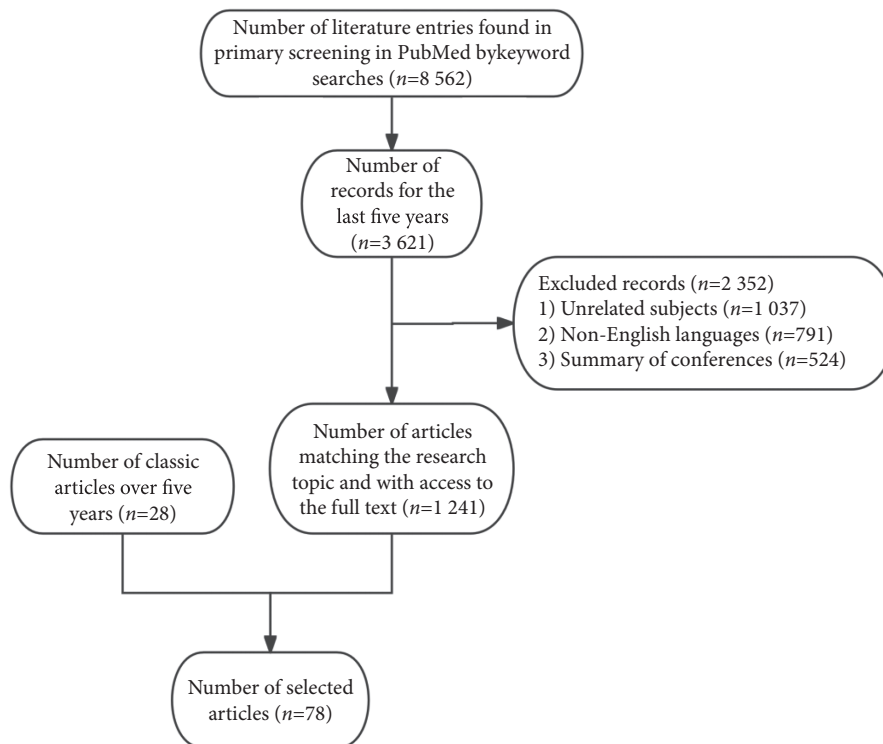 Number of literature entries found in
primary screening in PubMed bykeyword
searches (n=8 562)
Number of
records for the
last five years
(n=3 621)
Excluded records (n=2 352)
1) Unrelated subjects (n=1 037)
2) Non-English languages (n=791)
3) Summary of conferences (n=524)
Number of classic
articles over five
years (n=28)
Number of articles
matching the research
topic and with access to
the full text (n=1 241)
Number of selected
articles (n=78)